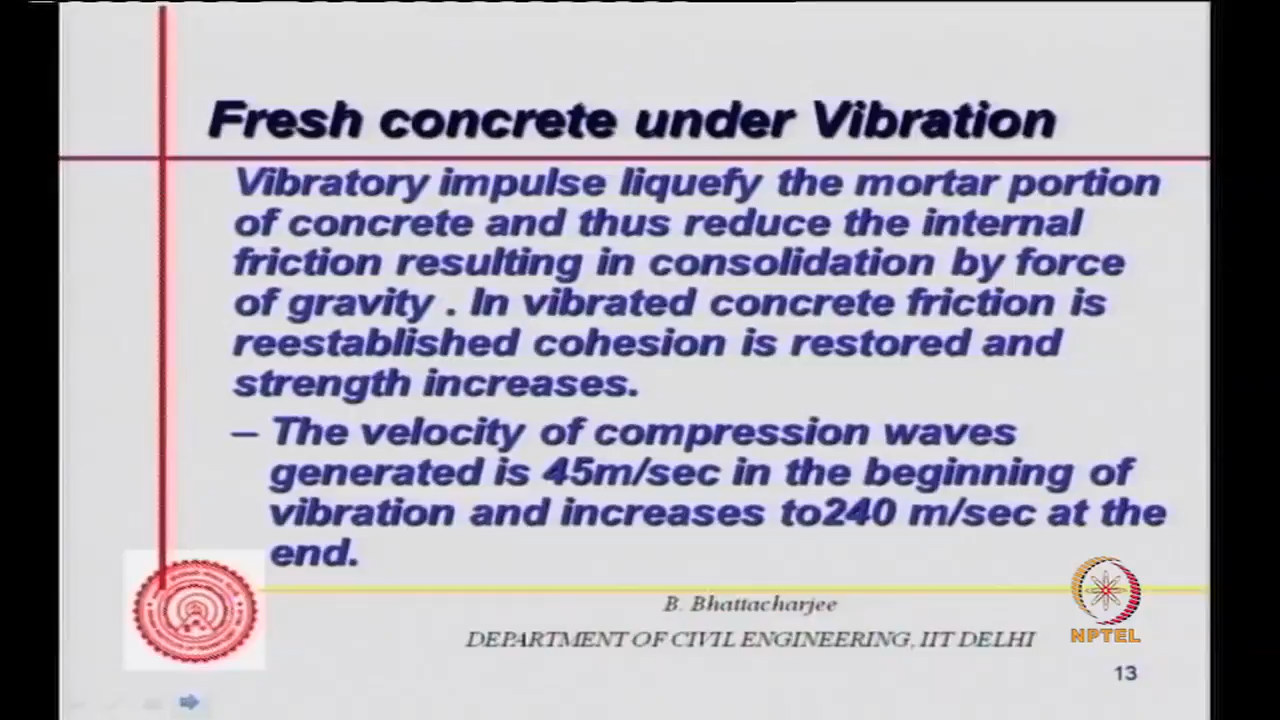 Fresh concrete under Vibration
Vibratory impulse liquefy the mortar portion
of concrete and thus reduce the internal
friction resulting in consolidation by force
of gravity . In vibrated concrete friction is
reestablished cohesion is restored and
strength increases.
– The velocity of compression waves
generated is 45m/sec in the beginning of
vibration and increases to240 m/sec at the
end.
B. Bhattacharjee
DEPARTMENT OF CIVIL ENGINEERING, IIT DELHI
NPTEL
13